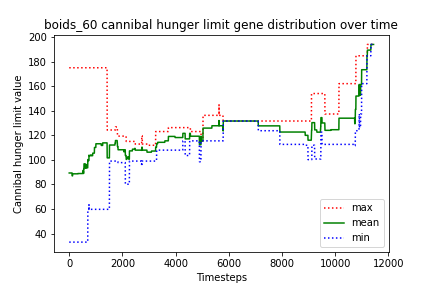 boids_60 cannibal hunger limit gene distribution over time
Cannibal hunger limit value
200
180
160
140
120
100
80
60
40
max
mean
min
0
2000
4000
6000
8000
10000
12000
Timesteps